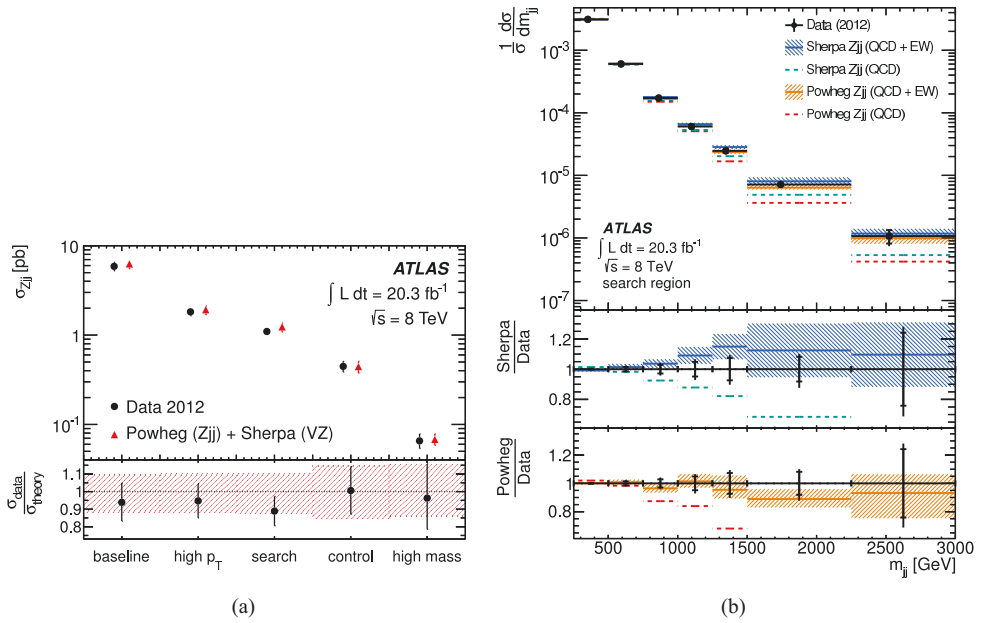 σ_Zjj [pb]
10
1
10⁻¹
ATLAS
∫ L dt = 20.3 fb⁻¹
√s = 8 TeV
Data 2012
Powheg (Zjj) + Sherpa (VZ)
σ_data
σ_theory
1.1
1
0.9
0.8
baseline
high p_T
search
control
high mass
(a)
1/σ dσ/dm_jj
10⁻³
10⁻⁴
10⁻⁵
10⁻⁶
10⁻⁷
Data (2012)
Sherpa Zjj (QCD + EW)
Sherpa Zjj (QCD)
Powheg Zjj (QCD + EW)
Powheg Zjj (QCD)
ATLAS
∫ L dt = 20.3 fb⁻¹
√s = 8 TeV
search region
Sherpa
Data
1.2
1
0.8
Powheg
Data
1.2
1
0.8
500
1000
1500
2000
2500
3000
m_jj [GeV]
(b)